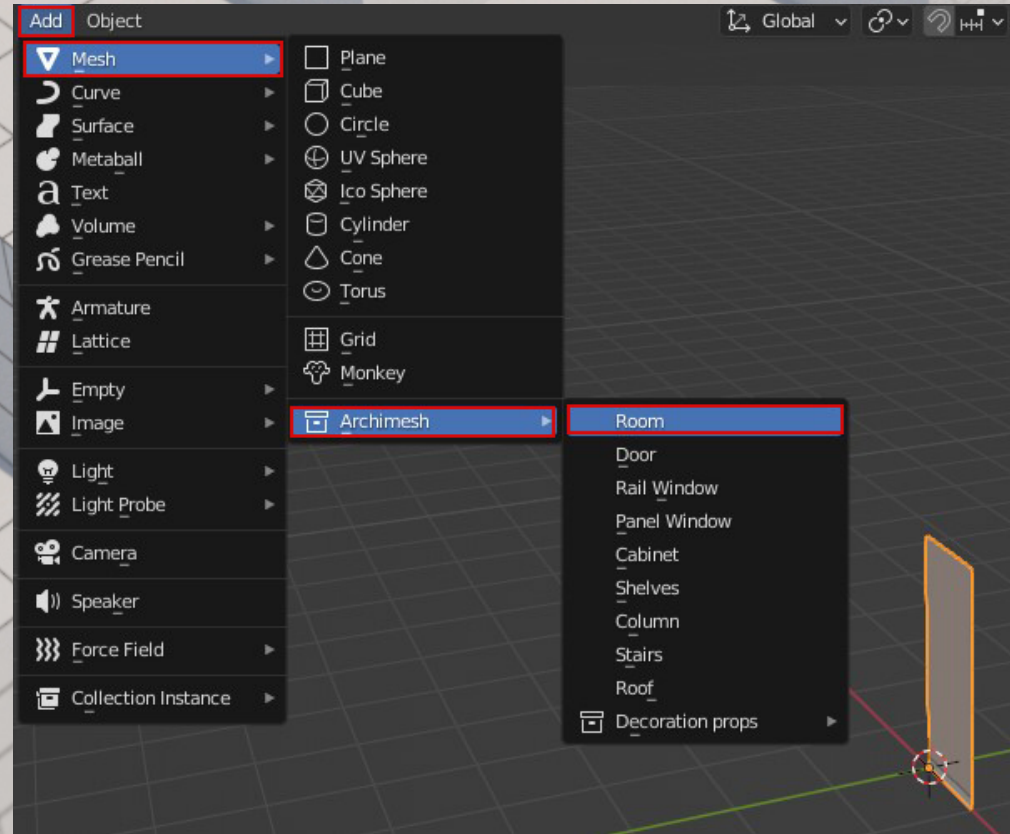 Add Object
Global
Mesh
Curve
Surface
Metaball
Text
Volume
Grease Pencil
Armature
Lattice
Empty
Image
Light
Light Probe
Camera
Speaker
Force Field
Collection Instance
Plane
Cube
Circle
UV Sphere
Ico Sphere
Cylinder
Cone
Torus
Grid
Monkey
Archimesh
Room
Door
Rail Window
Panel Window
Cabinet
Shelves
Column
Stairs
Roof
Decoration props